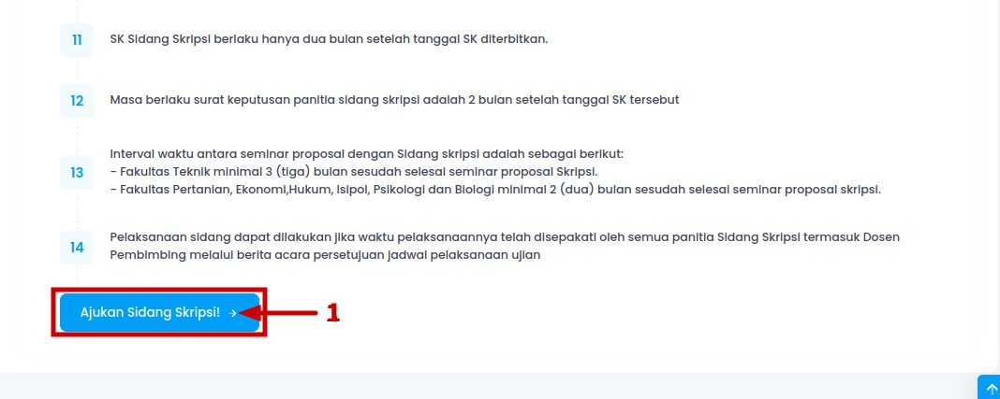 11
SK Sidang Skripsi berlaku hanya dua bulan setelah tanggal SK diterbitkan.
12
Masa berlaku surat keputusan panitia sidang skripsi adalah 2 bulan setelah tanggal SK tersebut
13
Interval waktu antara seminar proposal dengan Sidang skripsi adalah sebagai berikut:
- Fakultas Teknik minimal 3 (tiga) bulan sesudah selesai seminar proposal Skripsi.
- Fakultas Pertanian, Ekonomi,Hukum, Isipol, Psikologi dan Biologi minimal 2 (dua) bulan sesudah selesai seminar proposal skripsi.
14
Pelaksanaan sidang dapat dilakukan jika waktu pelaksanaannya telah disepakati oleh semua panitia Sidang Skripsi termasuk Dosen
Pembimbing melalui berita acara persetujuan jadwal pelaksanaan ujian
Ajukan Sidang Skripsi! →
1